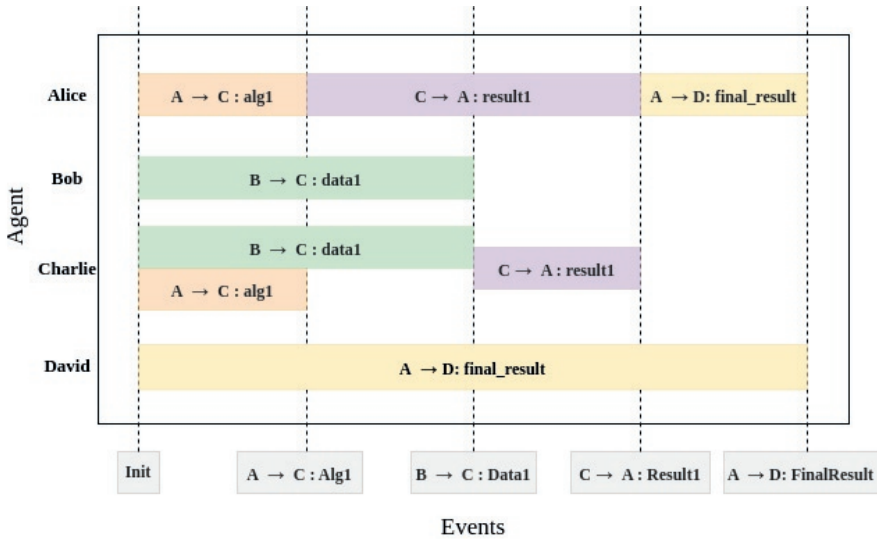 Alice
A → C : alg1
C → A : result1
A → D: final_result
Bob
B → C : data1
Agent
Charlie
B → C : data1
A → C : alg1
C → A : result1
David
A → D: final_result
Init
A → C : Alg1
B → C : Data1
C → A : Result1
A → D: FinalResult
Events